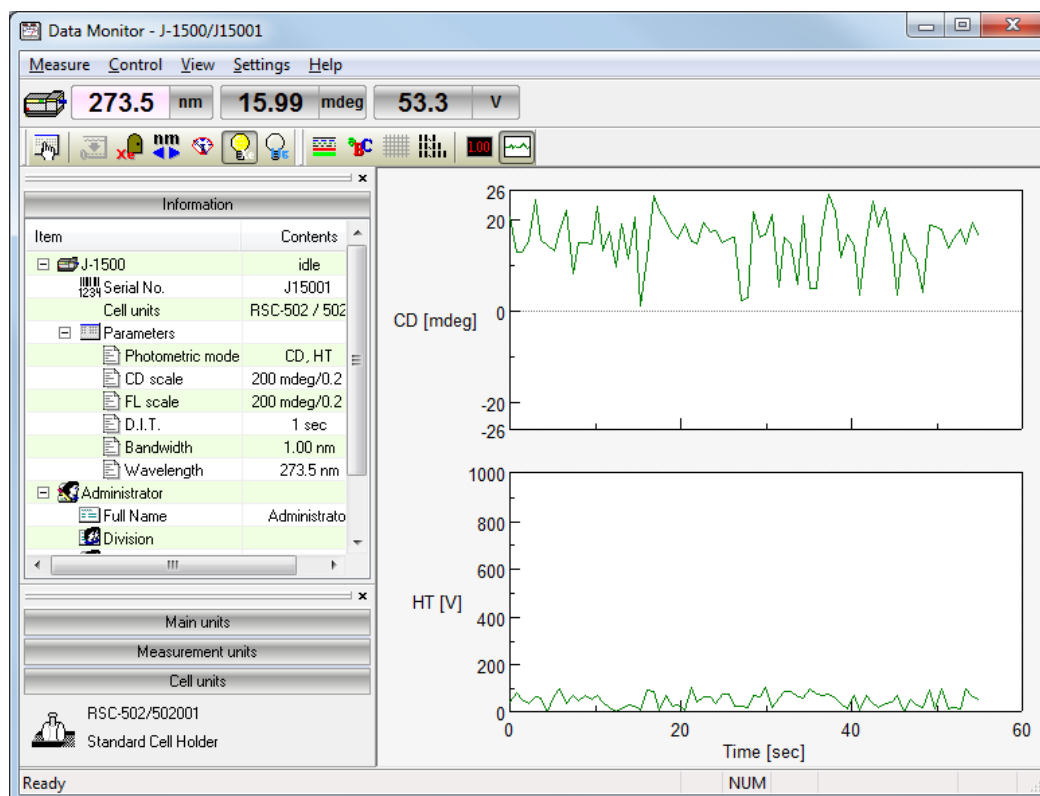 Data Monitor - J-1500/J15001
Measure Control View Settings Help
273.5 nm 15.99 mdeg 53.3 V
nm
1.00
Information
Item Contents
J-1500 idle
Serial No. J15001
Cell units RSC-502 / 502
Parameters
Photometric mode CD, HT
CD scale 200 mdeg/0.2
FL scale 200 mdeg/0.2
D.I.T. 1 sec
Bandwidth 1.00 nm
Wavelength 273.5 nm
Administrator
Full Name Administrato
Division
Main units
Measurement units
Cell units
RSC-502/502001
Standard Cell Holder
26
20
0
-20
-26
CD [mdeg]
1000
800
600
400
200
0
HT [V]
0 20 40 60
Time [sec]
Ready NUM